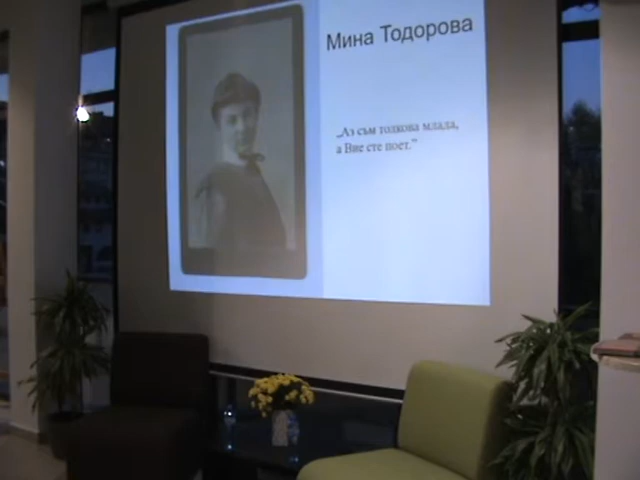 Мина Тодорова
„Аз съм толкова млада,
а Вие сте поет.”